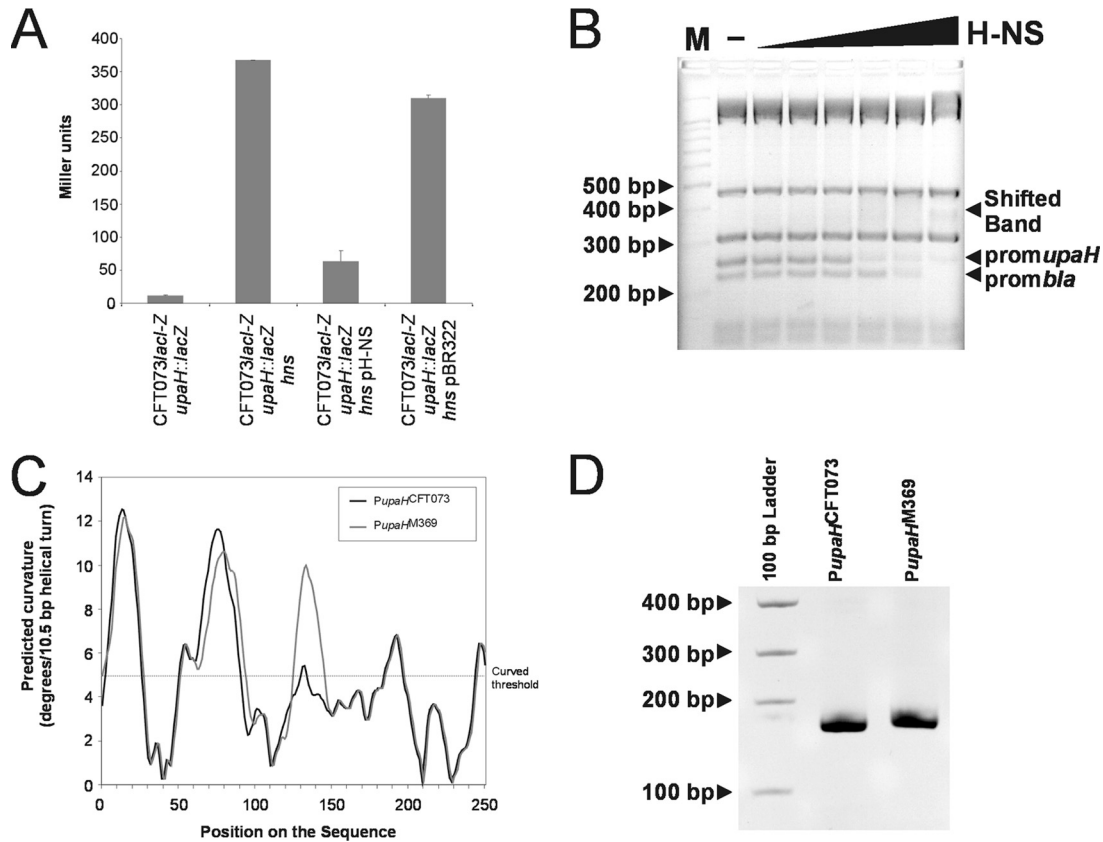 A
400
350
300
250
200
150
100
50
0
Miller units
CFT073lacI-Z
upaH::lacZ
CFT073lacI-Z
upaH::lacZ
hns
CFT073lacI-Z
upaH::lacZ
hns pH-NS
CFT073lacI-Z
upaH::lacZ
hns pBR322
B
M – H-NS
500 bp
400 bp
300 bp
200 bp
Shifted
Band
promupaH
prombla
C
14
12
10
8
6
4
2
0
Predicted curvature
(degrees/10.5 bp helical turn)
PupaHCFT073
PupaHM369
Curved
threshold
0 50 100 150 200 250
Position on the Sequence
D
100 bp Ladder
PupaHCFT073
PupaHM369
400 bp
300 bp
200 bp
100 bp